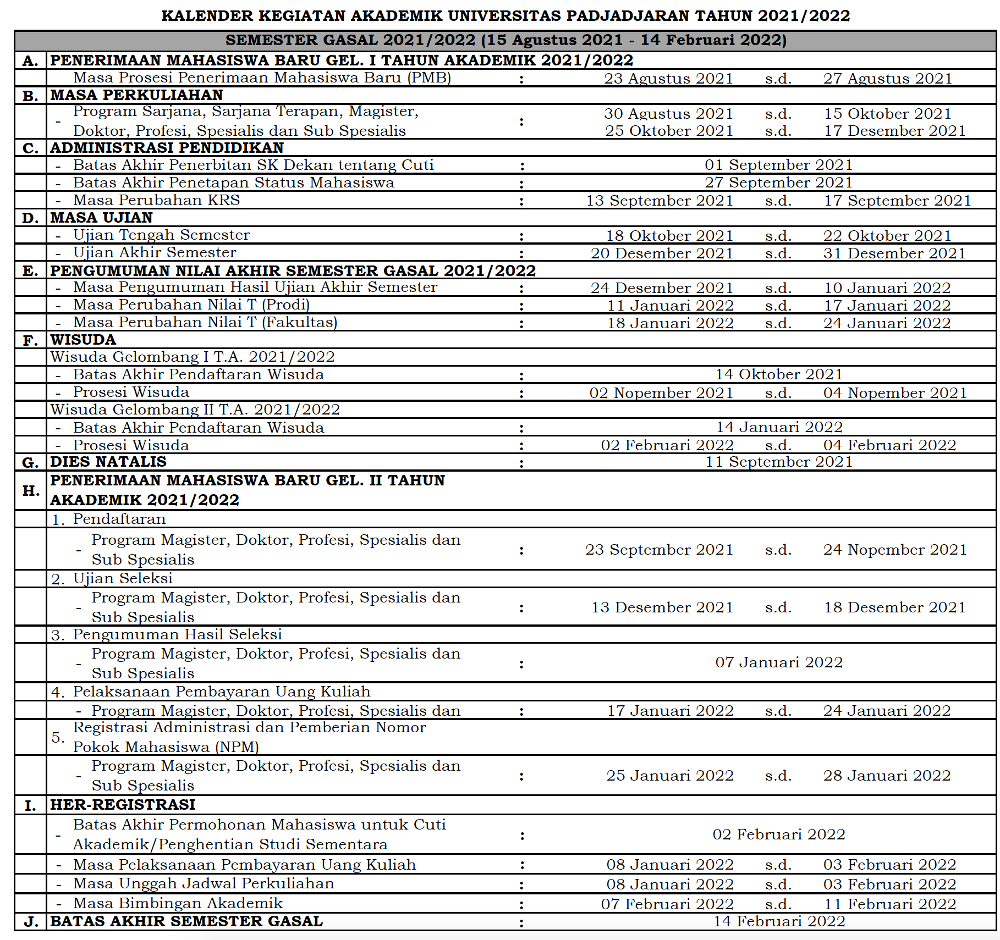 KALENDER KEGIATAN AKADEMIK UNIVERSITAS PADJADJARAN TAHUN 2021/2022
SEMESTER GASAL 2021/2022 (15 Agustus 2021 - 14 Februari 2022)
A. PENERIMAAN MAHASISWA BARU GEL. I TAHUN AKADEMIK 2021/2022
Masa Prosesi Penerimaan Mahasiswa Baru (PMB) : 23 Agustus 2021 s.d. 27 Agustus 2021
B. MASA PERKULIAHAN
- Program Sarjana, Sarjana Terapan, Magister, : 30 Agustus 2021 s.d. 15 Oktober 2021
Doktor, Profesi, Spesialis dan Sub Spesialis 25 Oktober 2021 s.d. 17 Desember 2021
C. ADMINISTRASI PENDIDIKAN
- Batas Akhir Penerbitan SK Dekan tentang Cuti : 01 September 2021
- Batas Akhir Penetapan Status Mahasiswa : 27 September 2021
- Masa Perubahan KRS : 13 September 2021 s.d. 17 September 2021
D. MASA UJIAN
- Ujian Tengah Semester : 18 Oktober 2021 s.d. 22 Oktober 2021
- Ujian Akhir Semester : 20 Desember 2021 s.d. 31 Desember 2021
E. PENGUMUMAN NILAI AKHIR SEMESTER GASAL 2021/2022
- Masa Pengumuman Hasil Ujian Akhir Semester : 24 Desember 2021 s.d. 10 Januari 2022
- Masa Perubahan Nilai T (Prodi) : 11 Januari 2022 s.d. 17 Januari 2022
- Masa Perubahan Nilai T (Fakultas) : 18 Januari 2022 s.d. 24 Januari 2022
F. WISUDA
Wisuda Gelombang I T.A. 2021/2022
- Batas Akhir Pendaftaran Wisuda : 14 Oktober 2021
- Prosesi Wisuda : 02 Nopember 2021 s.d. 04 Nopember 2021
Wisuda Gelombang II T.A. 2021/2022
- Batas Akhir Pendaftaran Wisuda : 14 Januari 2022
- Prosesi Wisuda : 02 Februari 2022 s.d. 04 Februari 2022
G. DIES NATALIS : 11 September 2021
H. PENERIMAAN MAHASISWA BARU GEL. II TAHUN
AKADEMIK 2021/2022
1. Pendaftaran
- Program Magister, Doktor, Profesi, Spesialis dan
Sub Spesialis : 23 September 2021 s.d. 24 Nopember 2021
2. Ujian Seleksi
- Program Magister, Doktor, Profesi, Spesialis dan
Sub Spesialis : 13 Desember 2021 s.d. 18 Desember 2021
3. Pengumuman Hasil Seleksi
- Program Magister, Doktor, Profesi, Spesialis dan
Sub Spesialis : 07 Januari 2022
4. Pelaksanaan Pembayaran Uang Kuliah
- Program Magister, Doktor, Profesi, Spesialis dan : 17 Januari 2022 s.d. 24 Januari 2022
5. Registrasi Administrasi dan Pemberian Nomor
Pokok Mahasiswa (NPM)
- Program Magister, Doktor, Profesi, Spesialis dan
Sub Spesialis : 25 Januari 2022 s.d. 28 Januari 2022
I. HER-REGISTRASI
- Batas Akhir Permohonan Mahasiswa untuk Cuti
Akademik/Penghentian Studi Sementara : 02 Februari 2022
- Masa Pelaksanaan Pembayaran Uang Kuliah : 08 Januari 2022 s.d. 03 Februari 2022
- Masa Unggah Jadwal Perkuliahan : 08 Januari 2022 s.d. 03 Februari 2022
- Masa Bimbingan Akademik : 07 Februari 2022 s.d. 11 Februari 2022
J. BATAS AKHIR SEMESTER GASAL : 14 Februari 2022